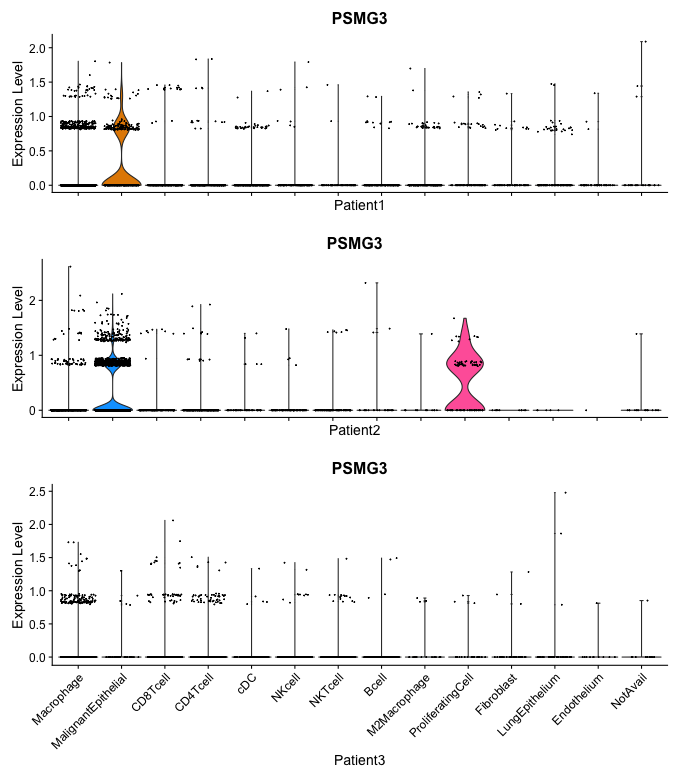 PSMG3
Expression Level
2.0
1.5
1.0
0.5
0.0
Patient1
PSMG3
Expression Level
2
1
0
Patient2
PSMG3
Expression Level
2.5
2.0
1.5
1.0
0.5
0.0
Macrophage
MalignantEpithelial
CD8Tcell
CD4Tcell
cDC
NKcell
NKTcell
Bcell
M2Macrophage
ProliferatingCell
Fibroblast
LungEpithelium
Endothelium
NotAvail
Patient3